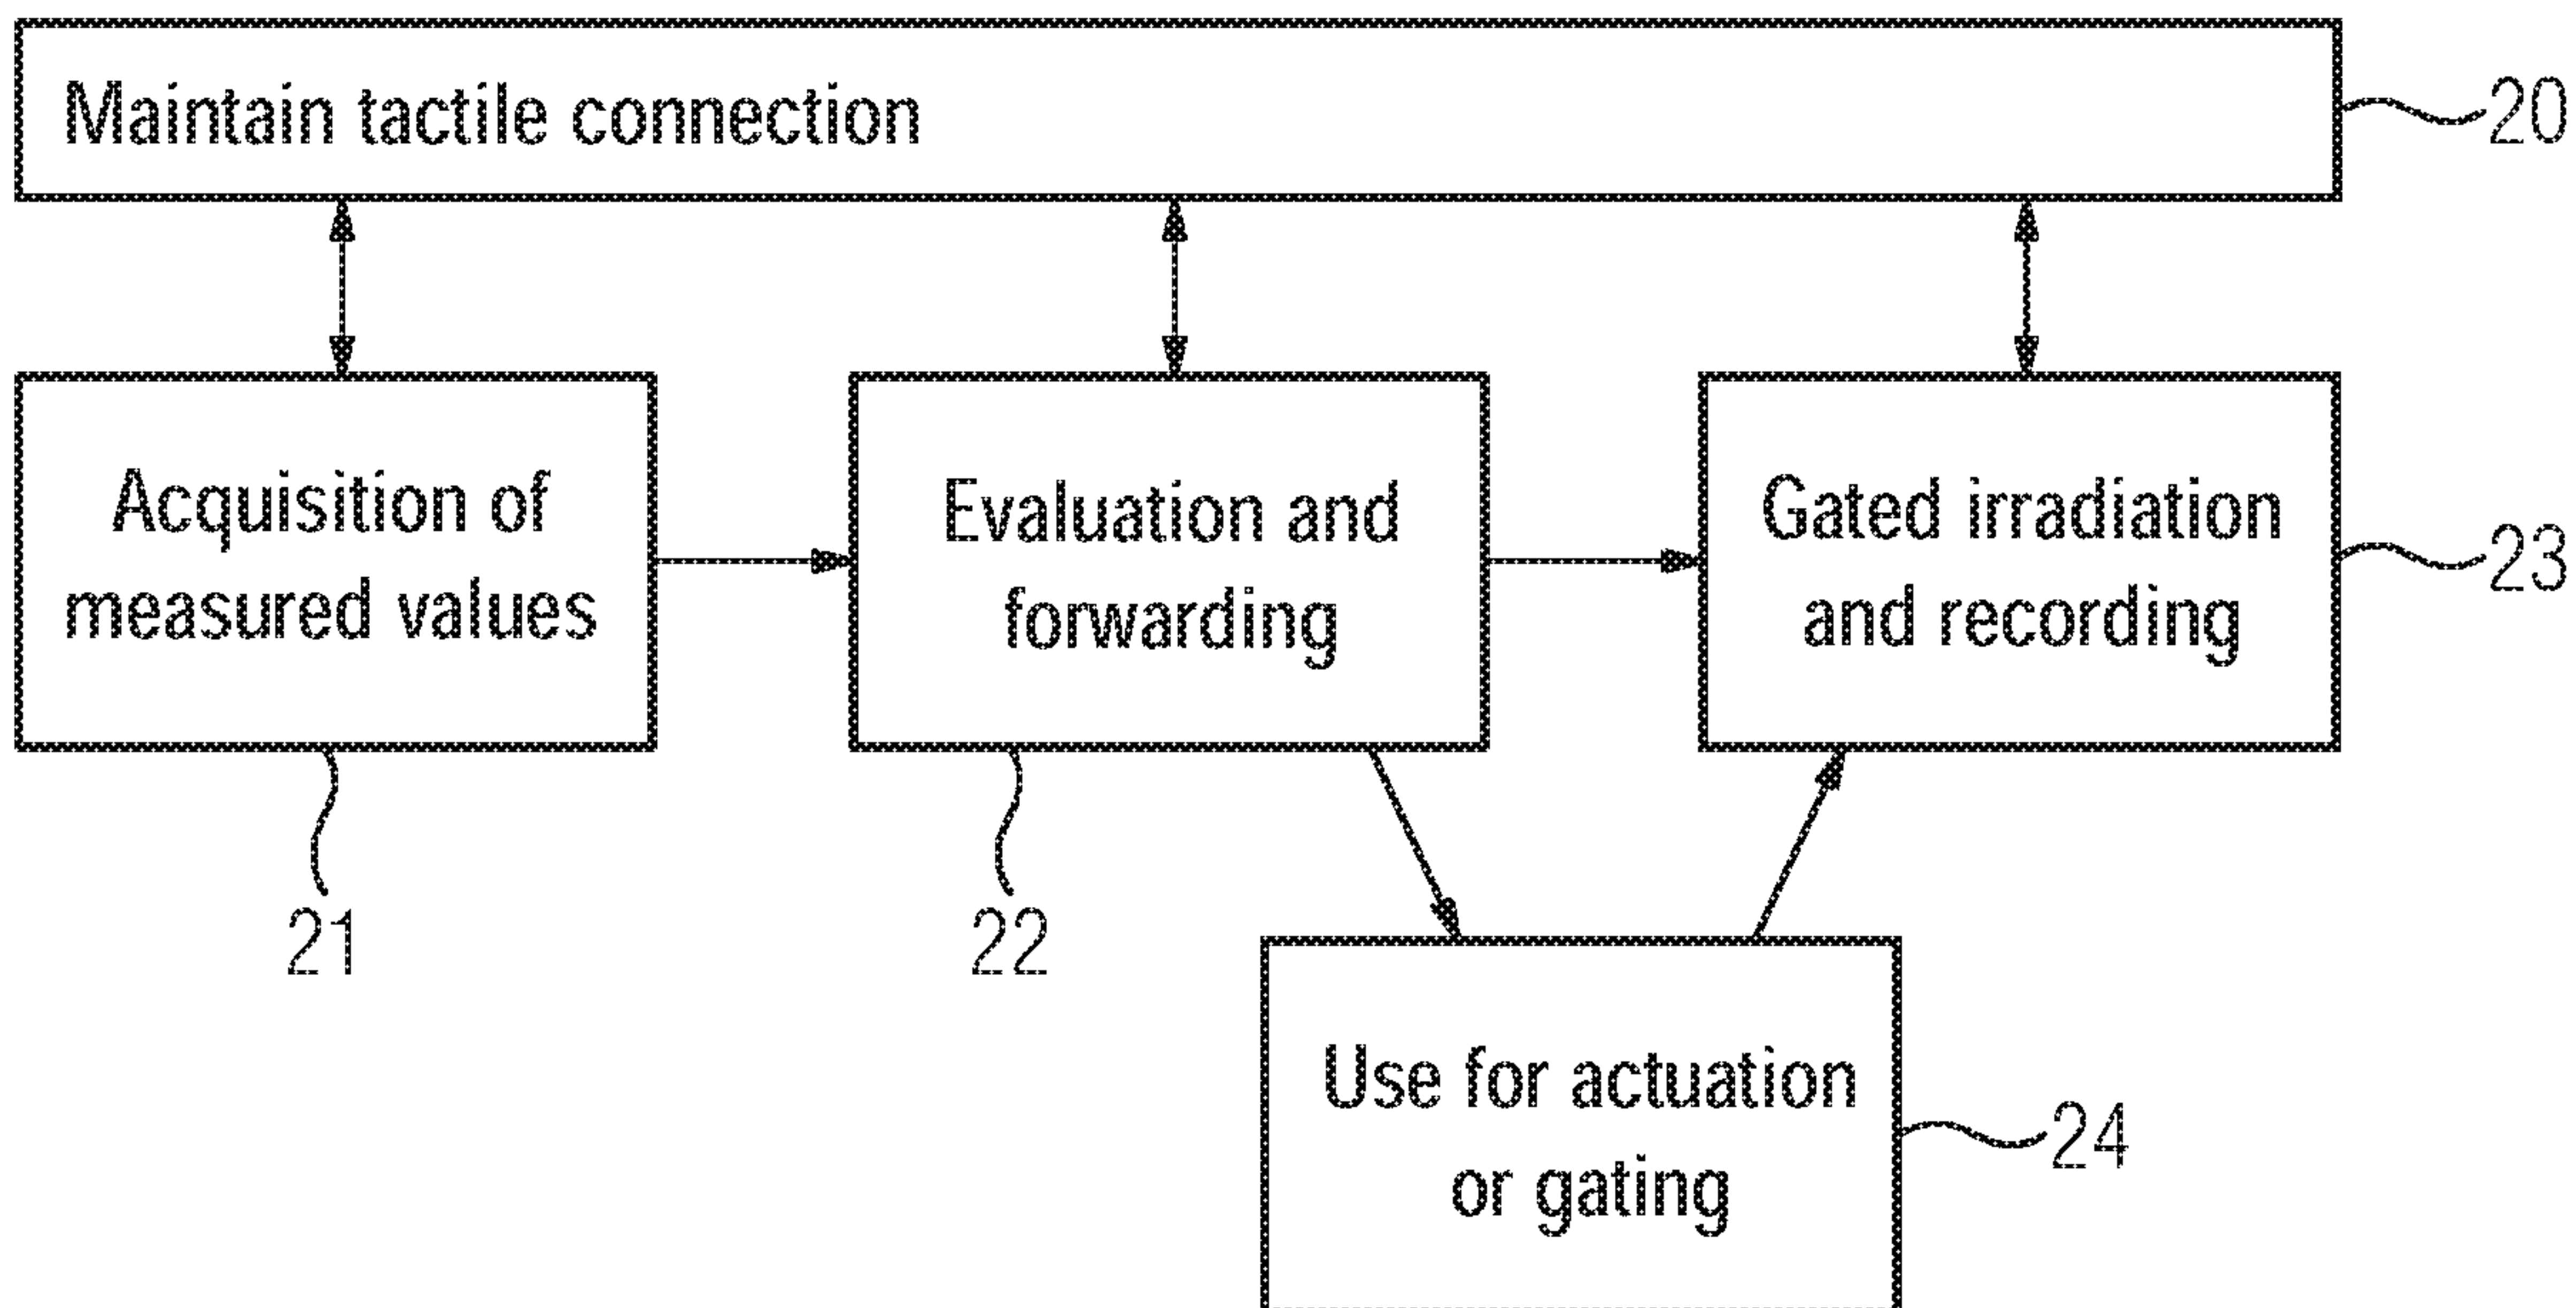 Maintain tactile connection
20
Acquisition of
measured values
21
Evaluation and
forwarding
22
Gated irradiation
and recording
23
Use for actuation
or gating
24